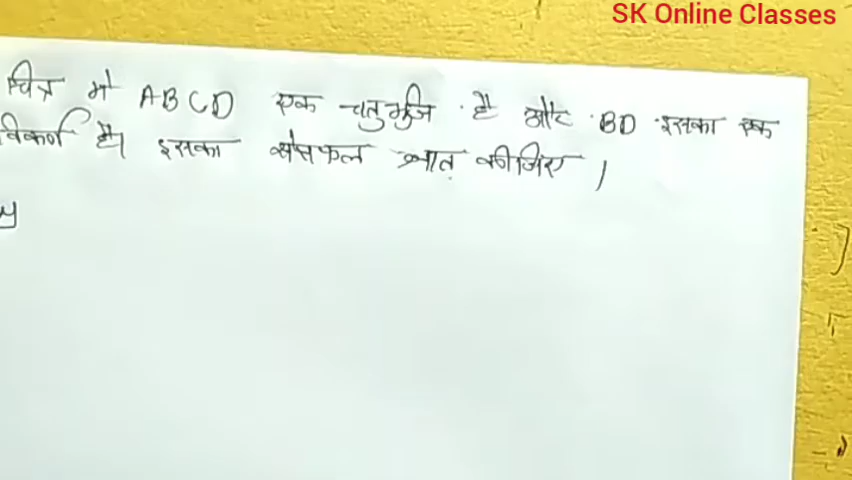 SK Online Classes
चित्र में ABCD एक चतुर्भुज है और BD इसका एक
विकर्ण है। इसका क्षेत्रफल ज्ञात कीजिए ।